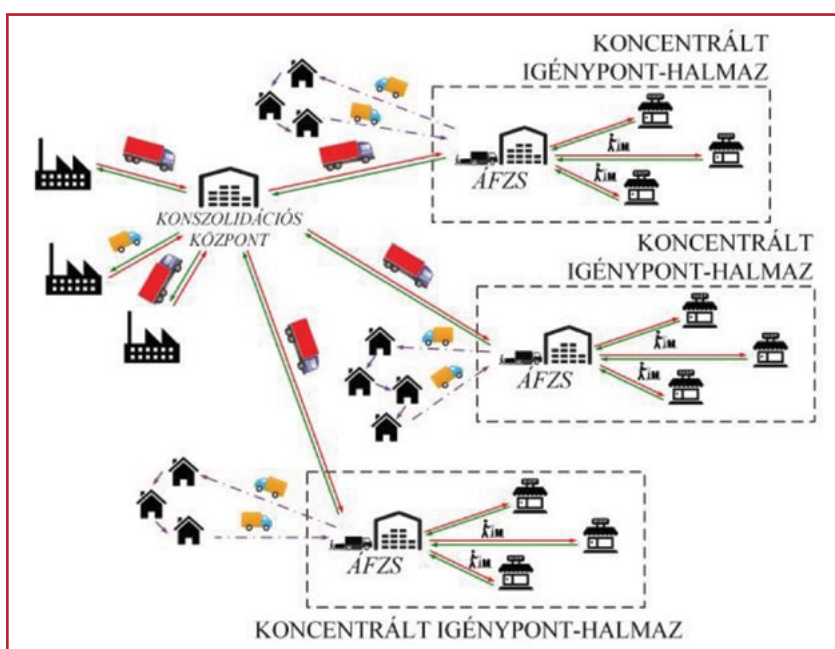 KONCENTRÁLT
IGÉNYPONT-HALMAZ
ÁFZS
KONSZOLIDÁCIÓS
KÖZPONT
KONCENTRÁLT
IGÉNYPONT-HALMAZ
ÁFZS
ÁFZS
KONCENTRÁLT IGÉNYPONT-HALMAZ